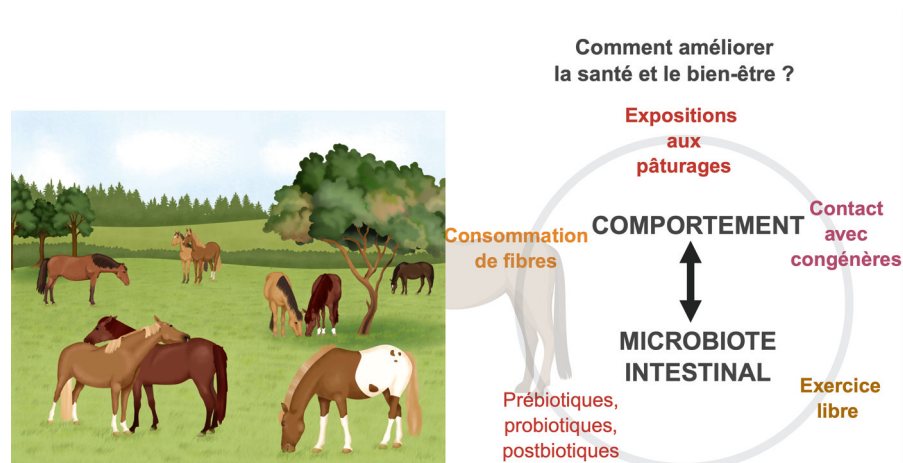 Comment améliorer
la santé et le bien-être ?
Expositions
aux
pâturages
Consommation
de fibres
COMPORTEMENT
Contact
avec
congénères
MICROBIOTE
INTESTINAL
Exercice
libre
Prébiotiques,
probiotiques,
postbiotiques